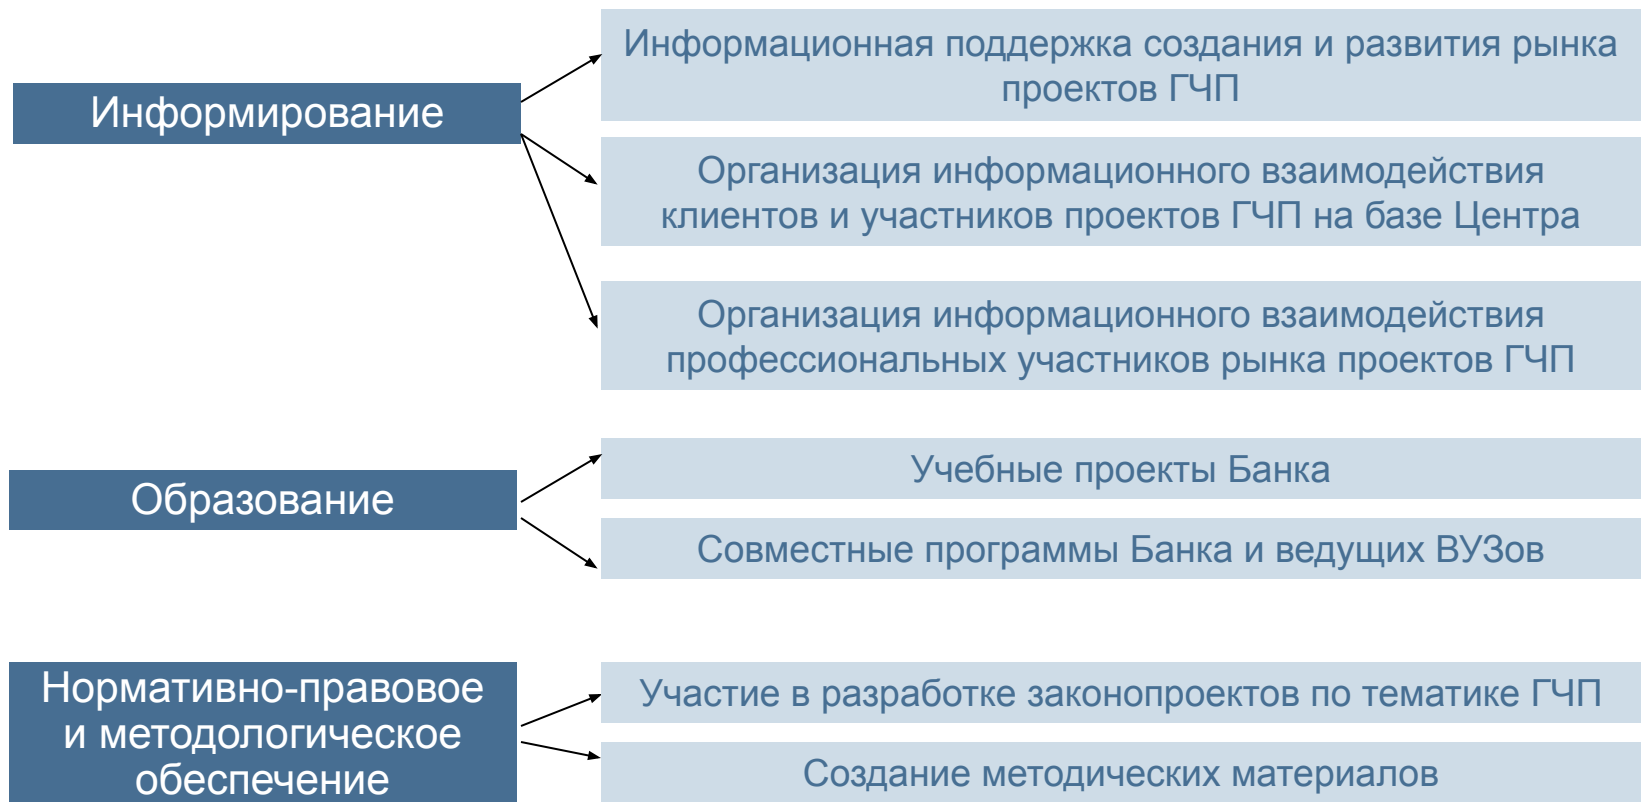 Информирование
Информационная поддержка создания и развития рынка
проектов ГЧП
Организация информационного взаимодействия
клиентов и участников проектов ГЧП на базе Центра
Организация информационного взаимодействия
профессиональных участников рынка проектов ГЧП
Образование
Учебные проекты Банка
Совместные программы Банка и ведущих ВУЗов
Нормативно-правовое
и методологическое
обеспечение
Участие в разработке законопроектов по тематике ГЧП
Создание методических материалов